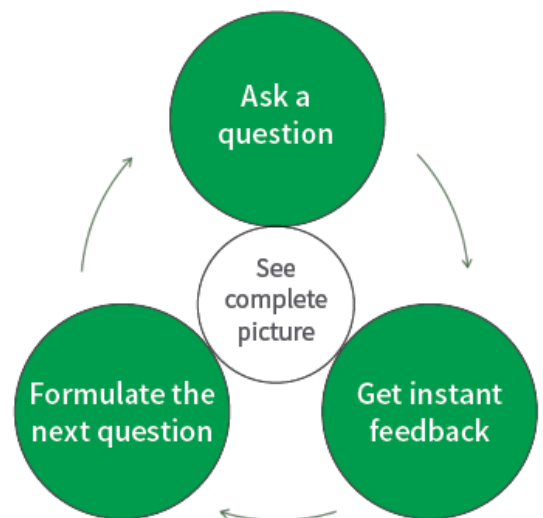 Ask a
question
See
complete
picture
Formulate the
next question
Get instant
feedback